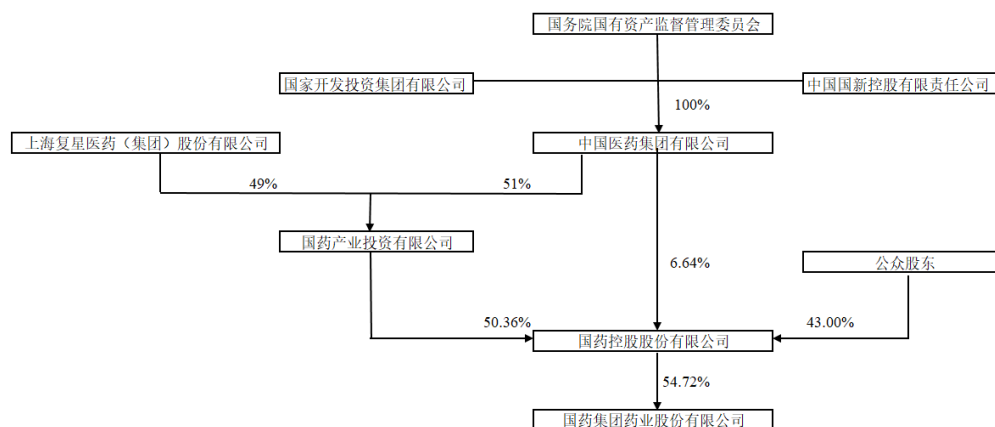 国务院国有资产监督管理委员会
国家开发投资集团有限公司
中国国新控股有限责任公司
100%
上海复星医药（集团）股份有限公司
中国医药集团有限公司
49%
51%
国药产业投资有限公司
6.64%
公众股东
50.36%
43.00%
国药控股股份有限公司
54.72%
国药集团药业股份有限公司